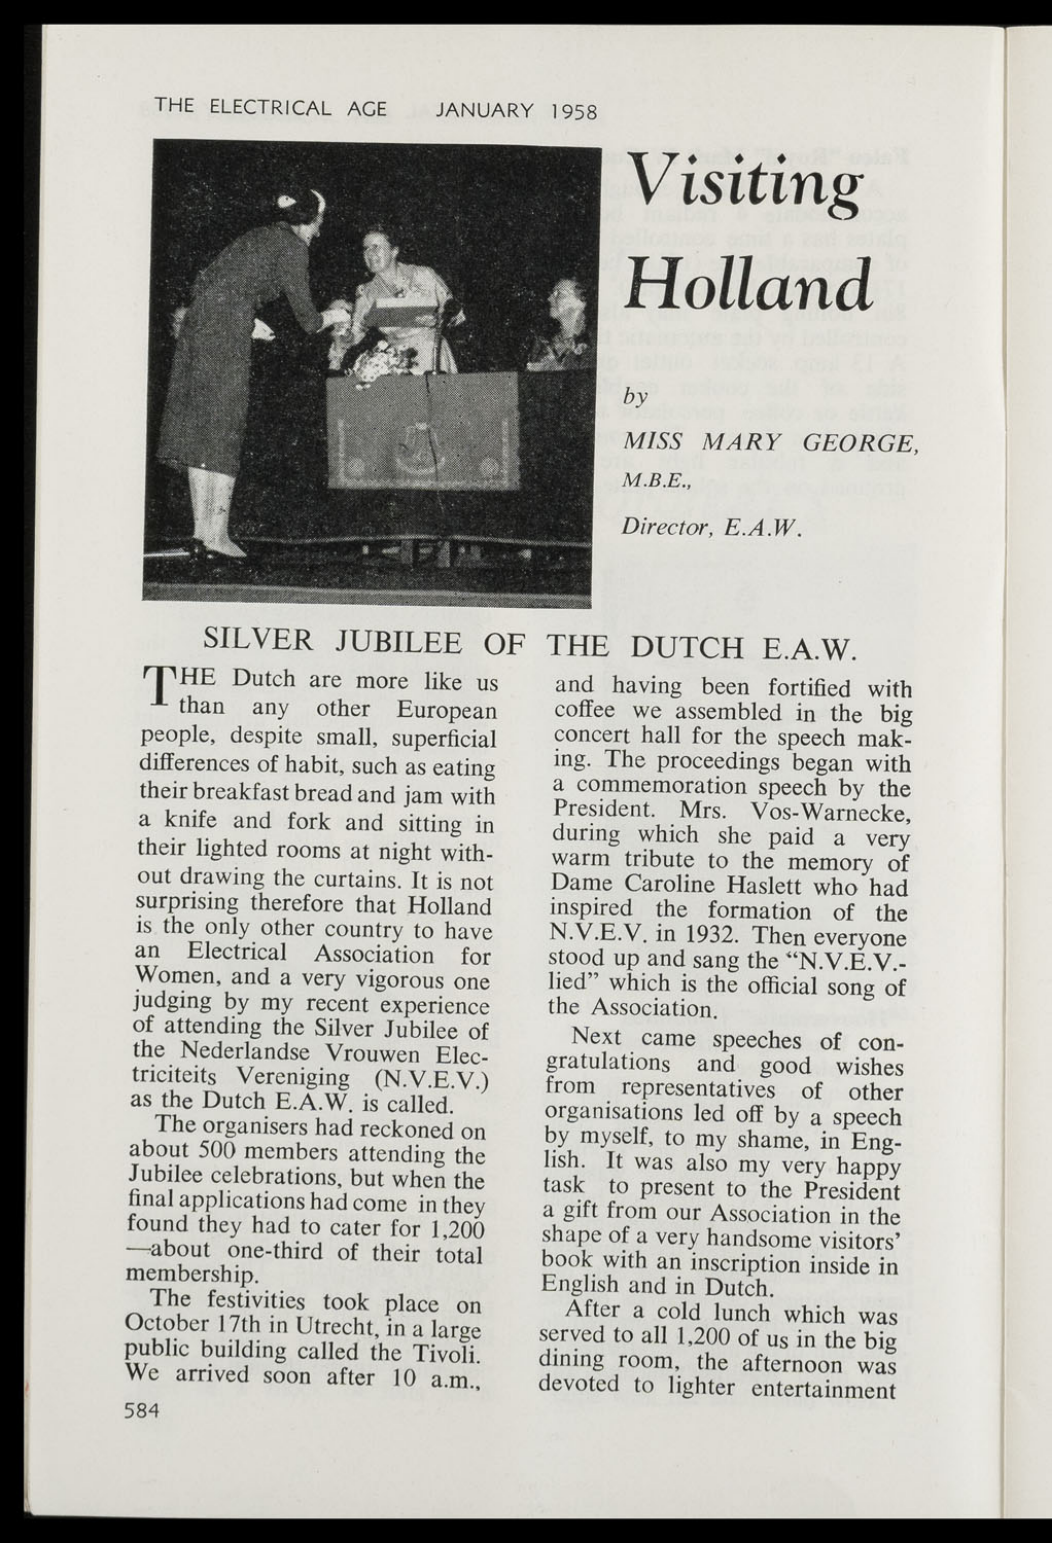 THE ELECTRICAL AGE JANUARY 1958
Visiting
Holland
by
MISS MARY GEORGE,
M.B.E.,
Director, E.A.W.
SILVER JUBILEE OF THE DUTCH E.A.W.
THE Dutch are more like us
than any other European
people, despite small, superficial
differences of habit, such as eating
their breakfast bread and jam with
a knife and fork and sitting in
their lighted rooms at night with-
out drawing the curtains. It is not
surprising therefore that Holland
is the only other country to have
an Electrical Association for
Women, and a very vigorous one
judging by my recent experience
of attending the Silver Jubilee of
the Nederlandse Vrouwen Elec-
triciteits Vereniging (N.V.E.V.)
as the Dutch E.A.W. is called.
The organisers had reckoned on
about 500 members attending the
Jubilee celebrations, but when the
final applications had come in they
found they had to cater for 1,200
—about one-third of their total
membership.
The festivities took place on
October 17th in Utrecht, in a large
public building called the Tivoli.
We arrived soon after 10 a.m.,
and having been fortified with
coffee we assembled in the big
concert hall for the speech mak-
ing. The proceedings began with
a commemoration speech by the
President. Mrs. Vos-Warnecke,
during which she paid a very
warm tribute to the memory of
Dame Caroline Haslett who had
inspired the formation of the
N.V.E.V. in 1932. Then everyone
stood up and sang the “N.V.E.V.-
lied” which is the official song of
the Association.
Next came speeches of con-
gratulations and good wishes
from representatives of other
organisations led off by a speech
by myself, to my shame, in Eng-
lish. It was also my very happy
task to present to the President
a gift from our Association in the
shape of a very handsome visitors’
book with an inscription inside in
English and in Dutch.
After a cold lunch which was
served to all 1,200 of us in the big
dining room, the afternoon was
devoted to lighter entertainment
584